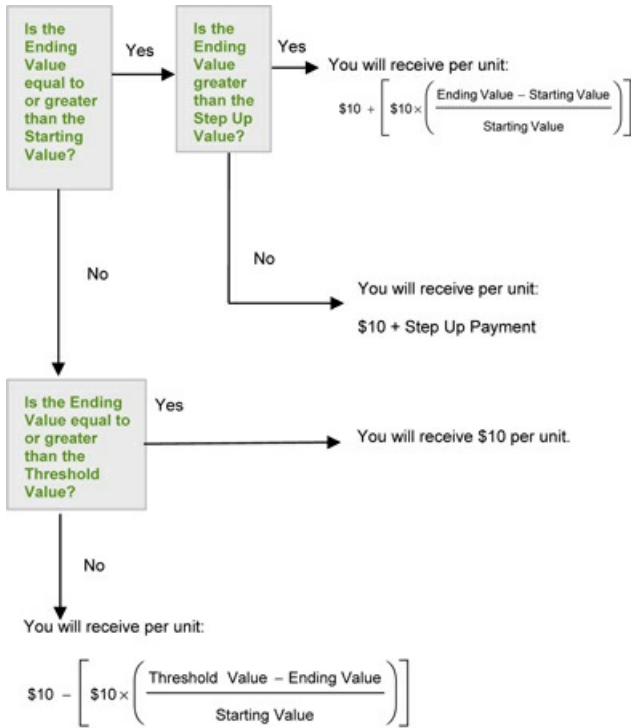 Is the
Ending
Value
equal to
or greater
than the
Starting
Value?
Yes
Is the
Ending
Value
greater
than the
Step Up
Value?
Yes
You will receive per unit:
$10 + [ $10 × ( Ending Value – Starting Value
Starting Value ) ]
No
No
You will receive per unit:
$10 + Step Up Payment
Is the Ending
Value equal to
or greater
than the
Threshold
Value?
Yes
You will receive $10 per unit.
No
You will receive per unit:
$10 – [ $10 × ( Threshold Value – Ending Value
Starting Value ) ]